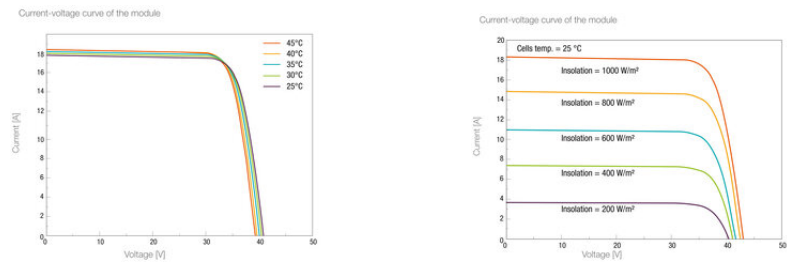 Current-voltage curve of the module
18
16
14
12
10
8
6
4
2
0
Current [A]
0
10
20
30
40
50
Voltage [V]
45°C
40°C
35°C
30°C
25°C
Current-voltage curve of the module
20
18
16
14
12
10
8
6
4
2
0
Current [A]
0
10
20
30
40
50
Voltage [V]
Cells temp. = 25 °C
Insolation = 1000 W/m²
Insolation = 800 W/m²
Insolation = 600 W/m²
Insolation = 400 W/m²
Insolation = 200 W/m²